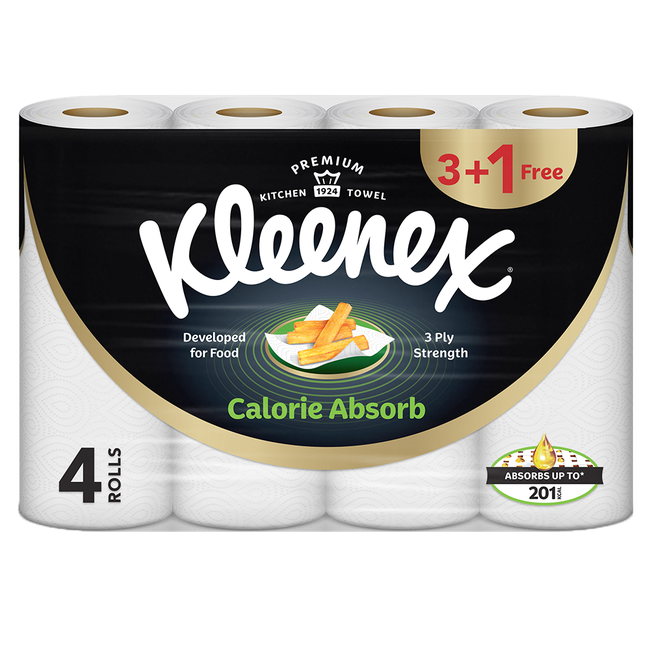 PREMIUM
KITCHEN 1924 TOWEL
Kleenex®
3+1 Free
Developed
for Food
3 Ply
Strength
Calorie Absorb
4 ROLLS
ABSORBS UP TO*
201 KCAL